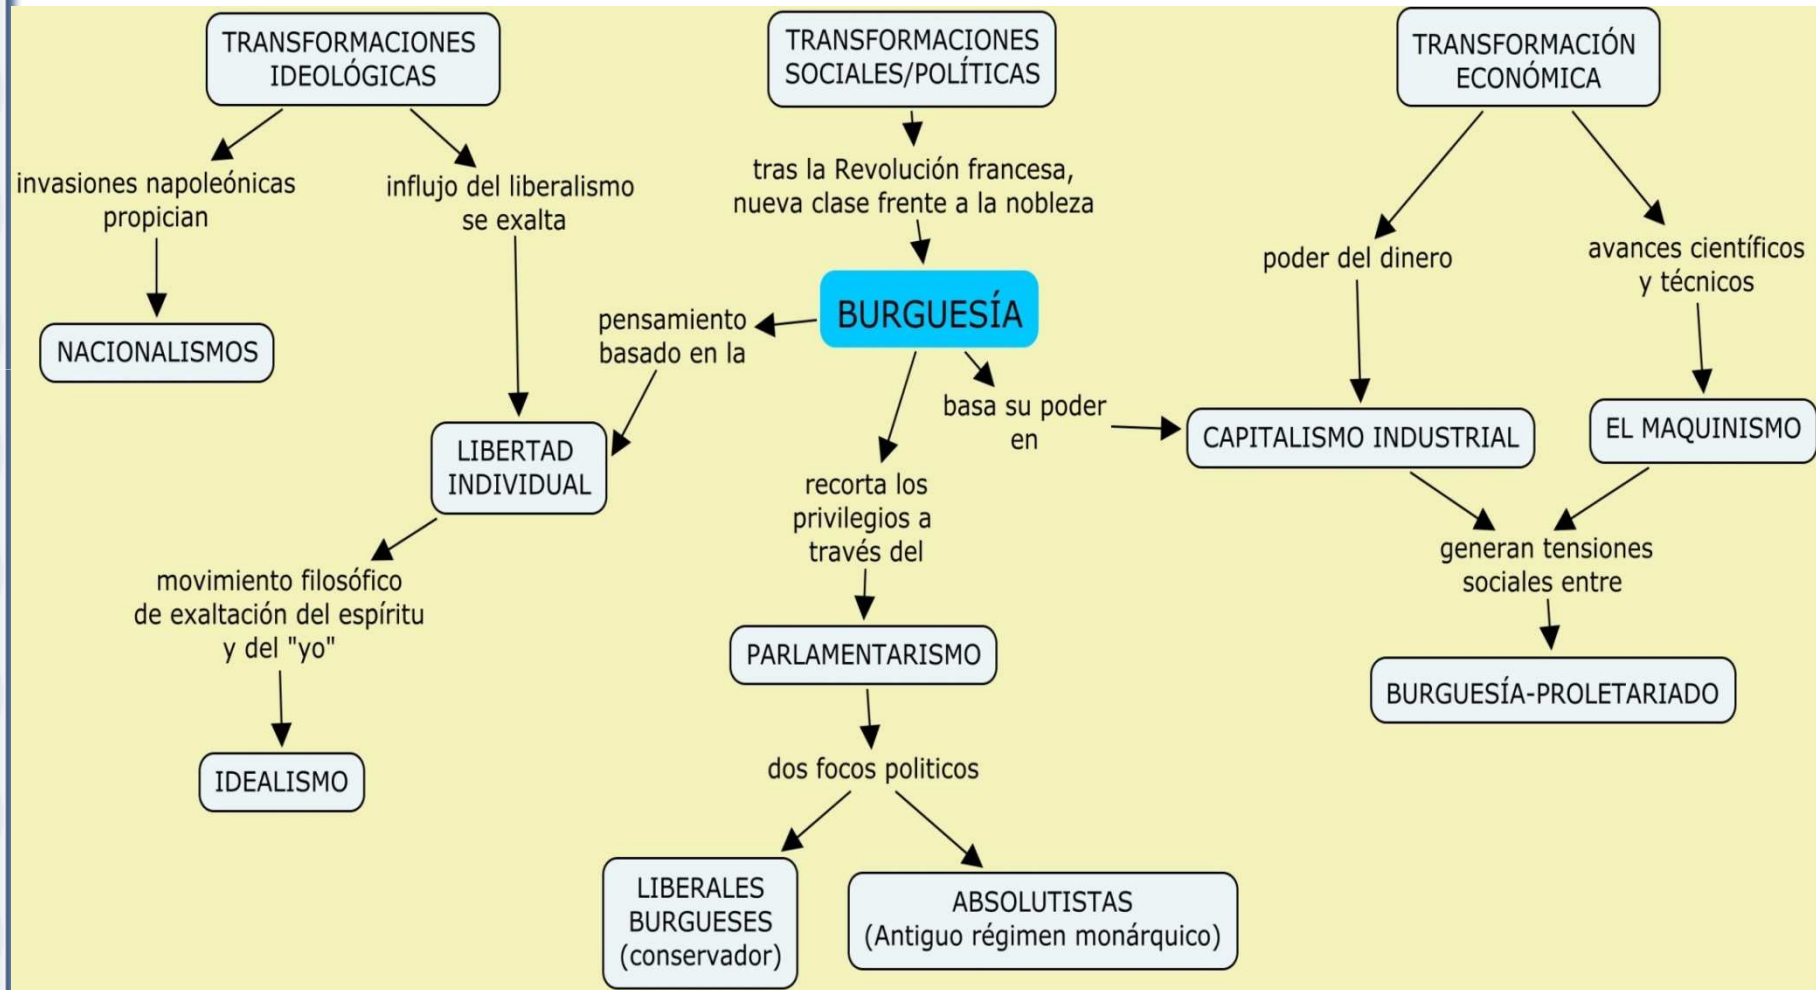 TRANSFORMACIONES
IDEOLÓGICAS
invasiones napoleónicas
propician
NACIONALISMOS
influjo del liberalismo
se exalta
LIBERTAD
INDIVIDUAL
movimiento filosófico
de exaltación del espíritu
y del "yo"
IDEALISMO
TRANSFORMACIONES
SOCIALES/POLÍTICAS
tras la Revolución francesa,
nueva clase frente a la nobleza
BURGUESÍA
pensamiento
basado en la
recorta los
privilegios a
través del
PARLAMENTARISMO
dos focos politicos
LIBERALES
BURGUESES
(conservador)
ABSOLUTISTAS
(Antiguo régimen monárquico)
basa su poder
en
TRANSFORMACIÓN
ECONÓMICA
poder del dinero
CAPITALISMO INDUSTRIAL
avances científicos
y técnicos
EL MAQUINISMO
generan tensiones
sociales entre
BURGUESÍA-PROLETARIADO